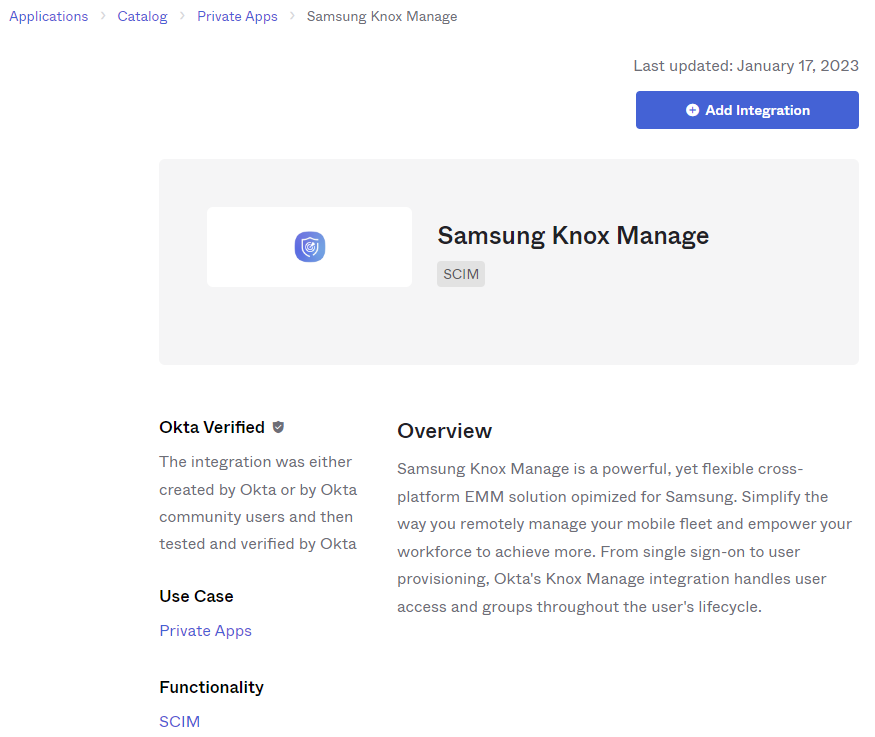 Applications > Catalog > Private Apps > Samsung Knox Manage
Last updated: January 17, 2023
Add Integration
Samsung Knox Manage
SCIM
Okta Verified
The integration was either
created by Okta or by Okta
community users and then
tested and verified by Okta
Use Case
Private Apps
Functionality
SCIM
Overview
Samsung Knox Manage is a powerful, yet flexible cross-
platform EMM solution opimized for Samsung. Simplify the
way you remotely manage your mobile fleet and empower your
workforce to achieve more. From single sign-on to user
provisioning, Okta's Knox Manage integration handles user
access and groups throughout the user's lifecycle.